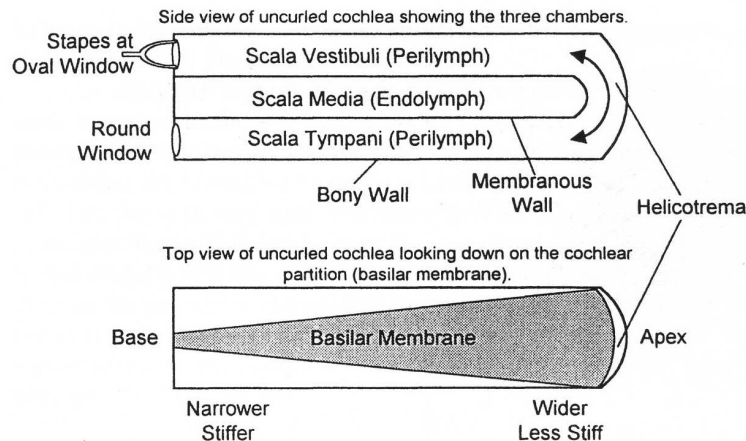 Side view of uncurled cochlea showing the three chambers.
Stapes at
Oval Window
Scala Vestibuli (Perilymph)
Scala Media (Endolymph)
Round
Window
Scala Tympani (Perilymph)
Bony Wall
Membranous
Wall
Helicotrema
Top view of uncurled cochlea looking down on the cochlear
partition (basilar membrane).
Base
Basilar Membrane
Apex
Narrower
Stiffer
Wider
Less Stiff